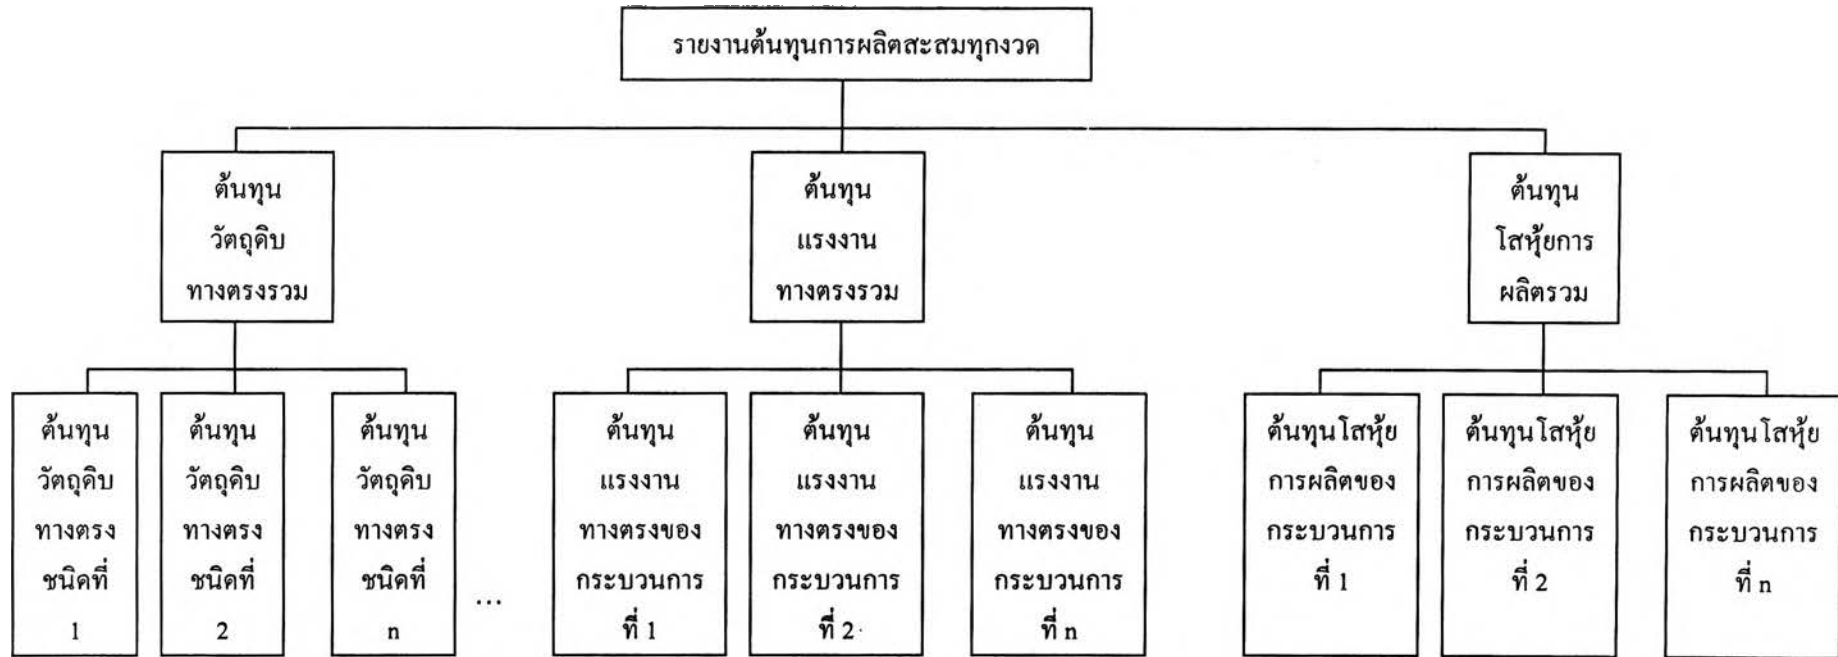 รายงานต้นทุนการผลิตสะสมทุกงวด
ต้นทุน
วัตถุดิบ
ทางตรงรวม
ต้นทุน
แรงงาน
ทางตรงรวม
ต้นทุน
โสหุ้ยการ
ผลิตรวม
ต้นทุน
วัตถุดิบ
ทางตรง
ชนิดที่
1
ต้นทุน
วัตถุดิบ
ทางตรง
ชนิดที่
2
ต้นทุน
วัตถุดิบ
ทางตรง
ชนิดที่
n
...
ต้นทุน
แรงงาน
ทางตรงของ
กระบวนการ
ที่ 1
ต้นทุน
แรงงาน
ทางตรงของ
กระบวนการ
ที่ 2
ต้นทุน
แรงงาน
ทางตรงของ
กระบวนการ
ที่ n
ต้นทุนโสหุ้ย
การผลิตของ
กระบวนการ
ที่ 1
ต้นทุนโสหุ้ย
การผลิตของ
กระบวนการ
ที่ 2
ต้นทุนโสหุ้ย
การผลิตของ
กระบวนการ
ที่ n